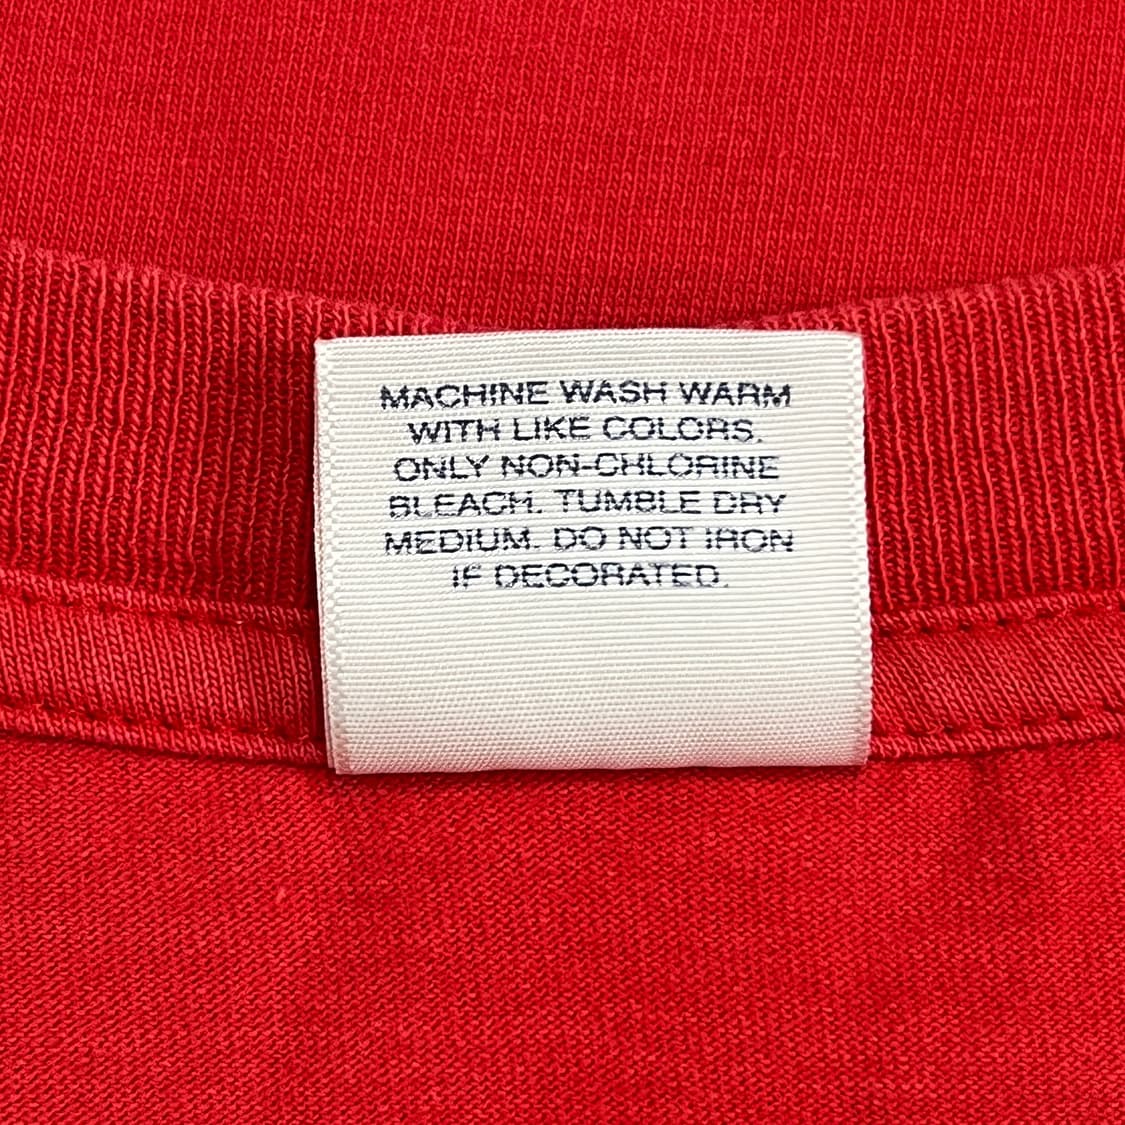 MACHINE WASH WARM
WITH LIKE COLORS.
ONLY NON-CHLORINE
BLEACH. TUMBLE DRY
MEDIUM. DO NOT IRON
IF DECORATED.